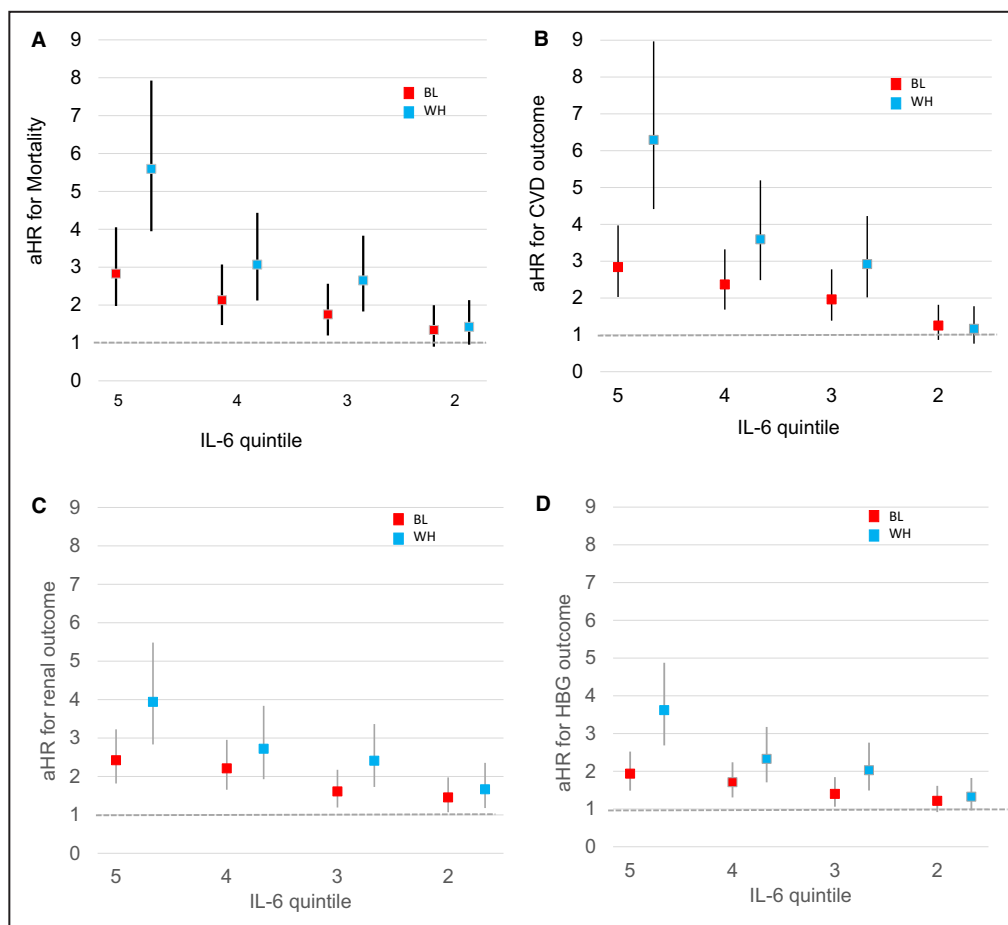 A
aHR for Mortality
9
8
7
6
5
4
3
2
1
0
BL
WH
5 4 3 2
IL-6 quintile
B
aHR for CVD outcome
9
8
7
6
5
4
3
2
1
0
BL
WH
5 4 3 2
IL-6 quintile
C
aHR for renal outcome
9
8
7
6
5
4
3
2
1
0
BL
WH
5 4 3 2
IL-6 quintile
D
aHR for HBG outcome
9
8
7
6
5
4
3
2
1
0
BL
WH
5 4 3 2
IL-6 quintile